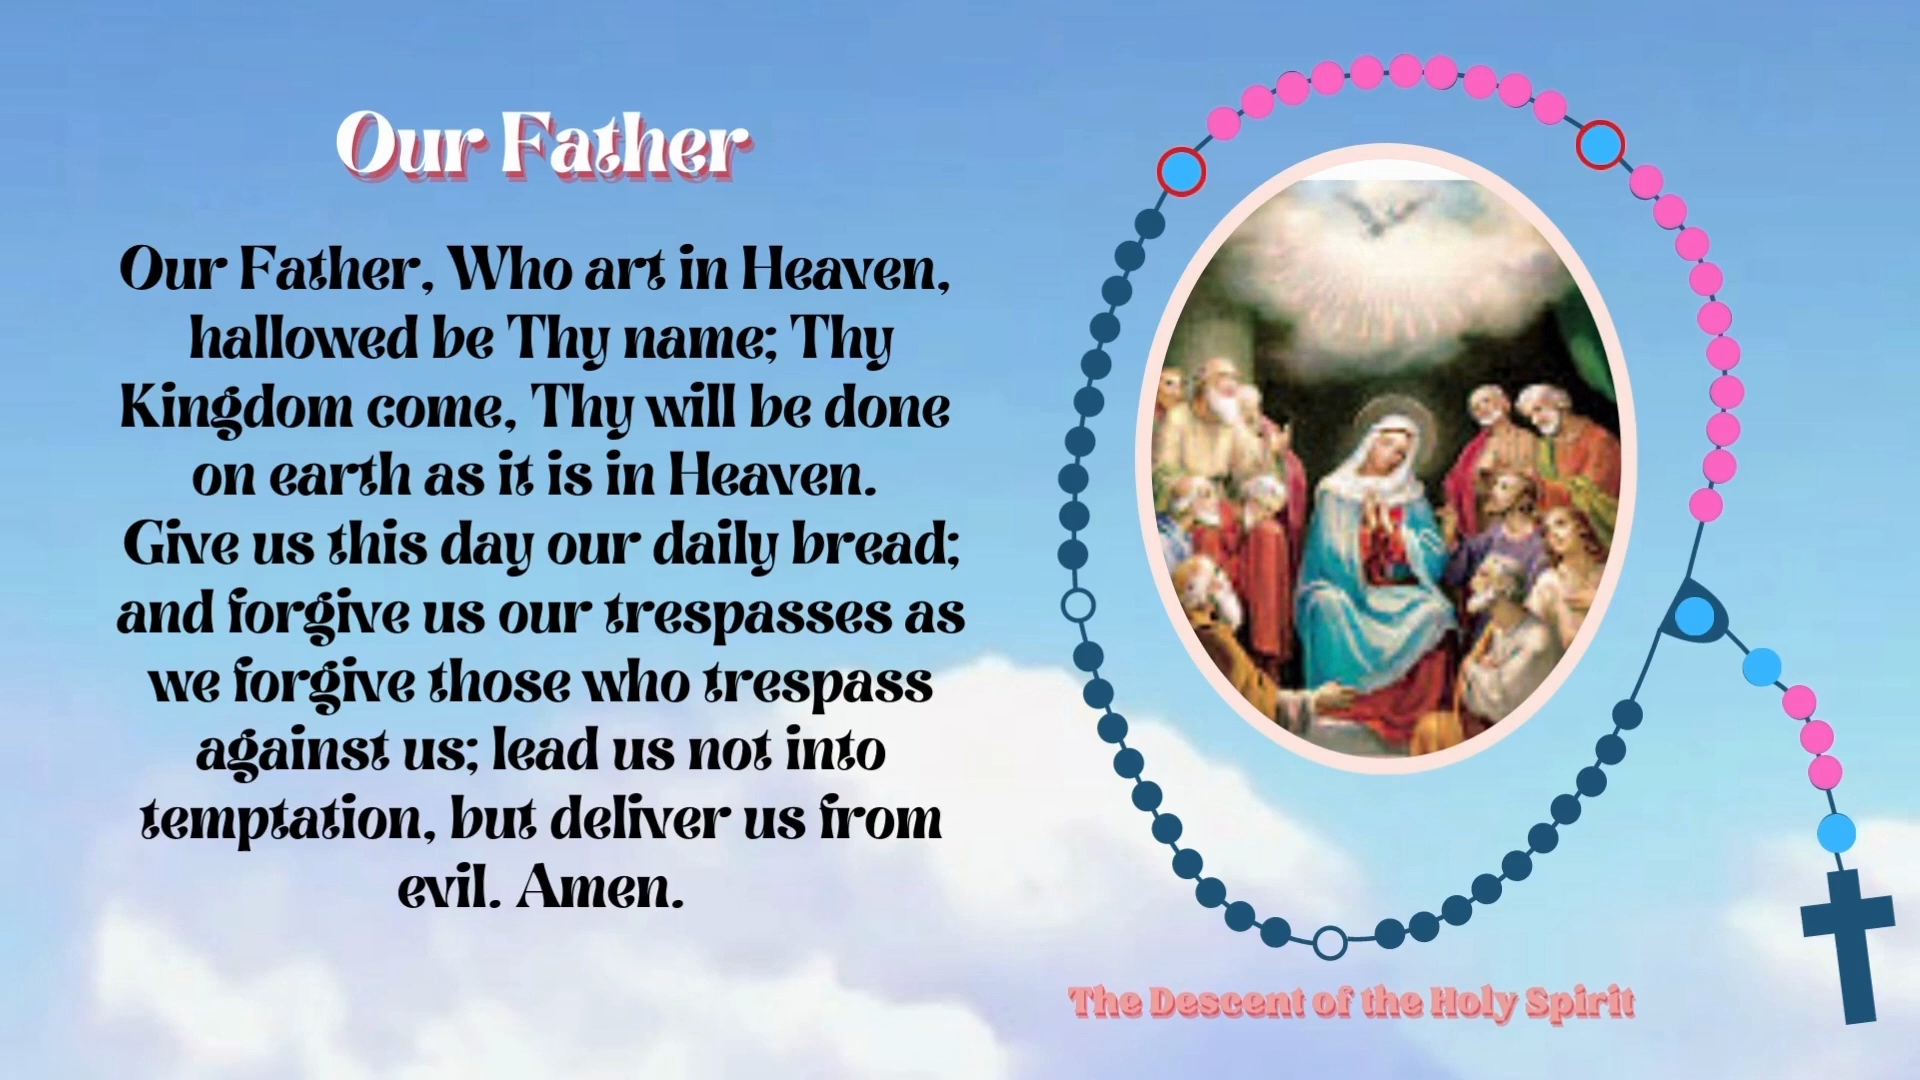 Our Father
Our Father, Who art in Heaven,
hallowed be Thy name; Thy
Kingdom come, Thy will be done
on earth as it is in Heaven.
Give us this day our daily bread;
and forgive us our trespasses as
we forgive those who trespass
against us; lead us not into
temptation, but deliver us from
evil. Amen.
The Descent of the Holy Spirit